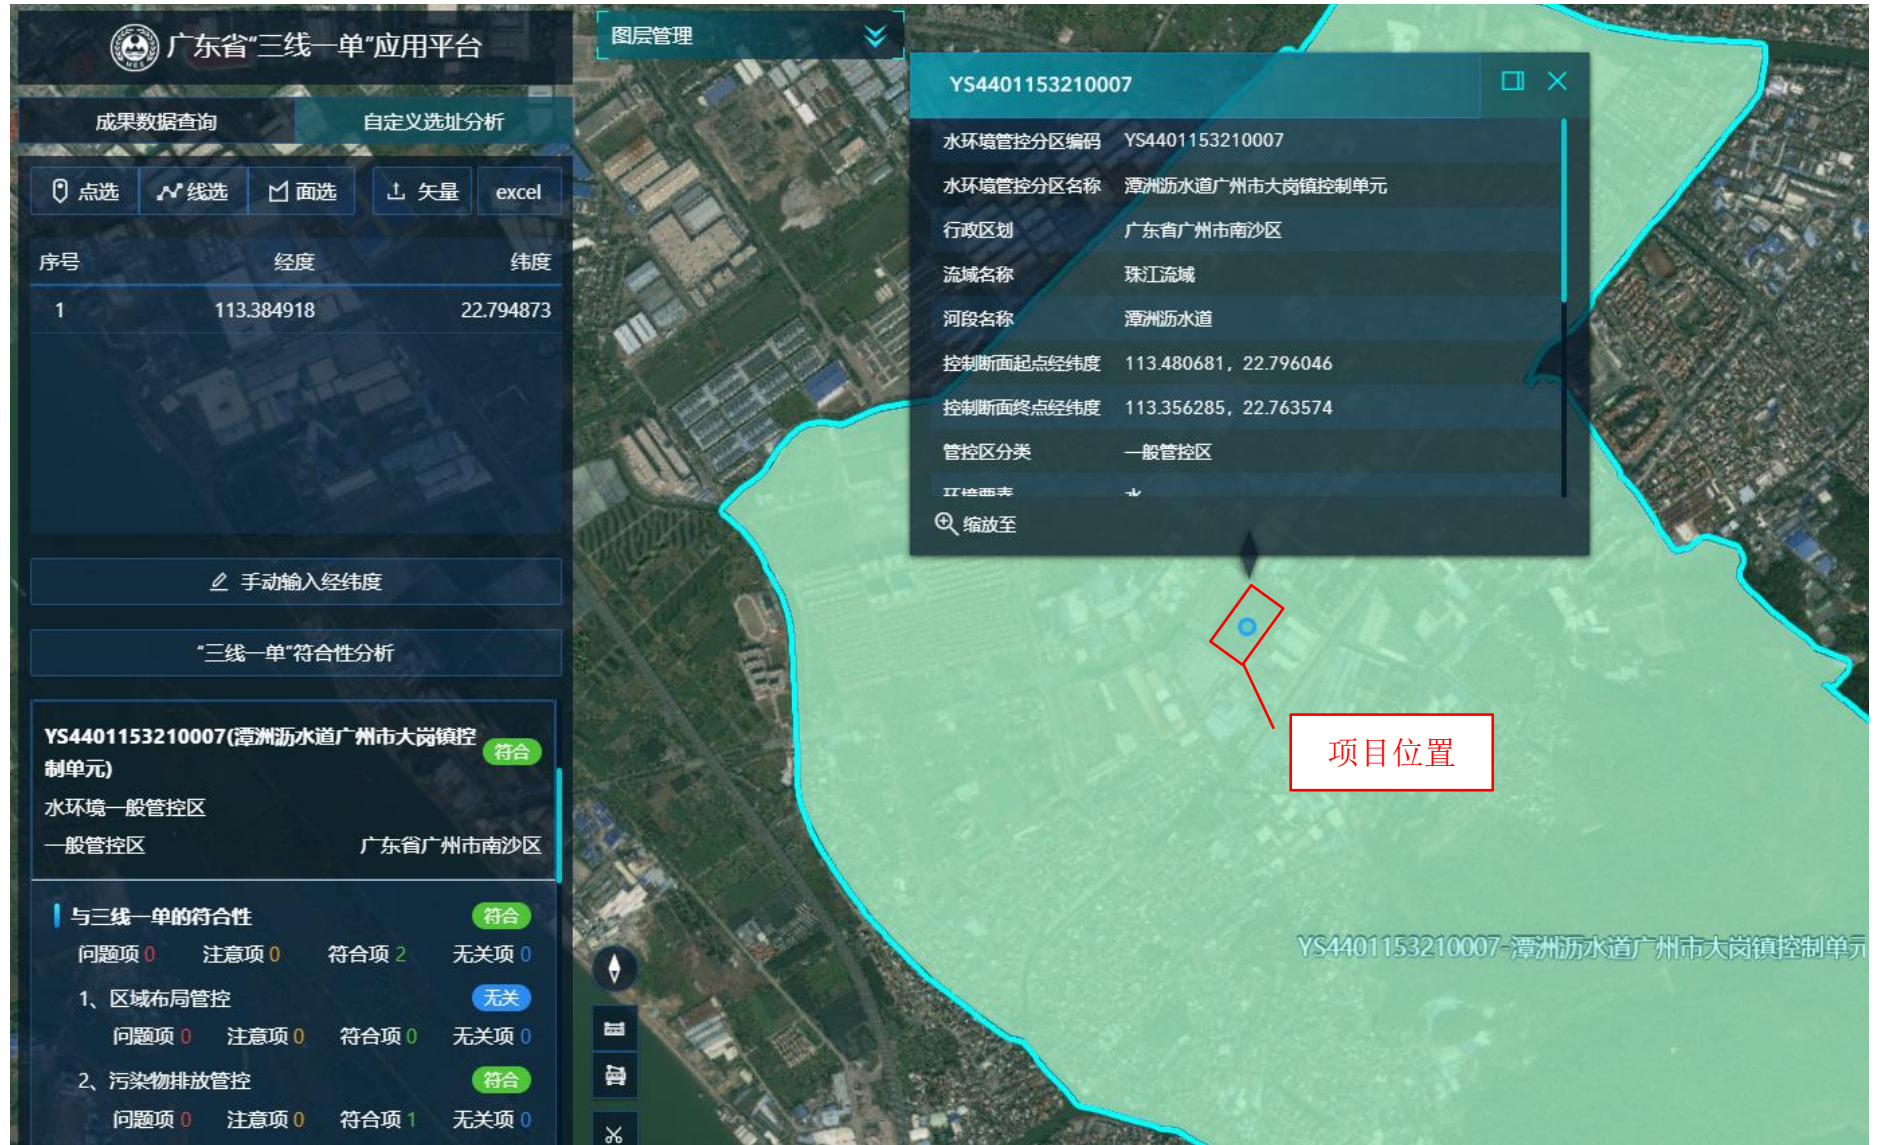 广东省“三线一单”应用平台
成果数据查询
自定义选址分析
点选
线选
面选
矢量
excel
序号 经度 纬度
1 113.384918 22.794873
手动输入经纬度
“三线一单”符合性分析
YS4401153210007(潭洲沥水道广州市大岗镇控
制单元)
符合
水环境一般管控区
一般管控区 广东省广州市南沙区
与三线一单的符合性 符合
问题项 0 注意项 0 符合项 2 无关项 0
1、区域布局管控 无关
问题项 0 注意项 0 符合项 0 无关项 0
2、污染物排放管控 符合
问题项 0 注意项 0 符合项 1 无关项 0
图层管理
YS4401153210007
水环境管控分区编码 YS4401153210007
水环境管控分区名称 潭洲沥水道广州市大岗镇控制单元
行政区划 广东省广州市南沙区
流域名称 珠江流域
河段名称 潭洲沥水道
控制断面起点经纬度 113.480681, 22.796046
控制断面终点经纬度 113.356285, 22.763574
管控区分类 一般管控区
环境要素 水
缩放至
项目位置
YS4401153210007-潭洲沥水道广州市大岗镇控制单元